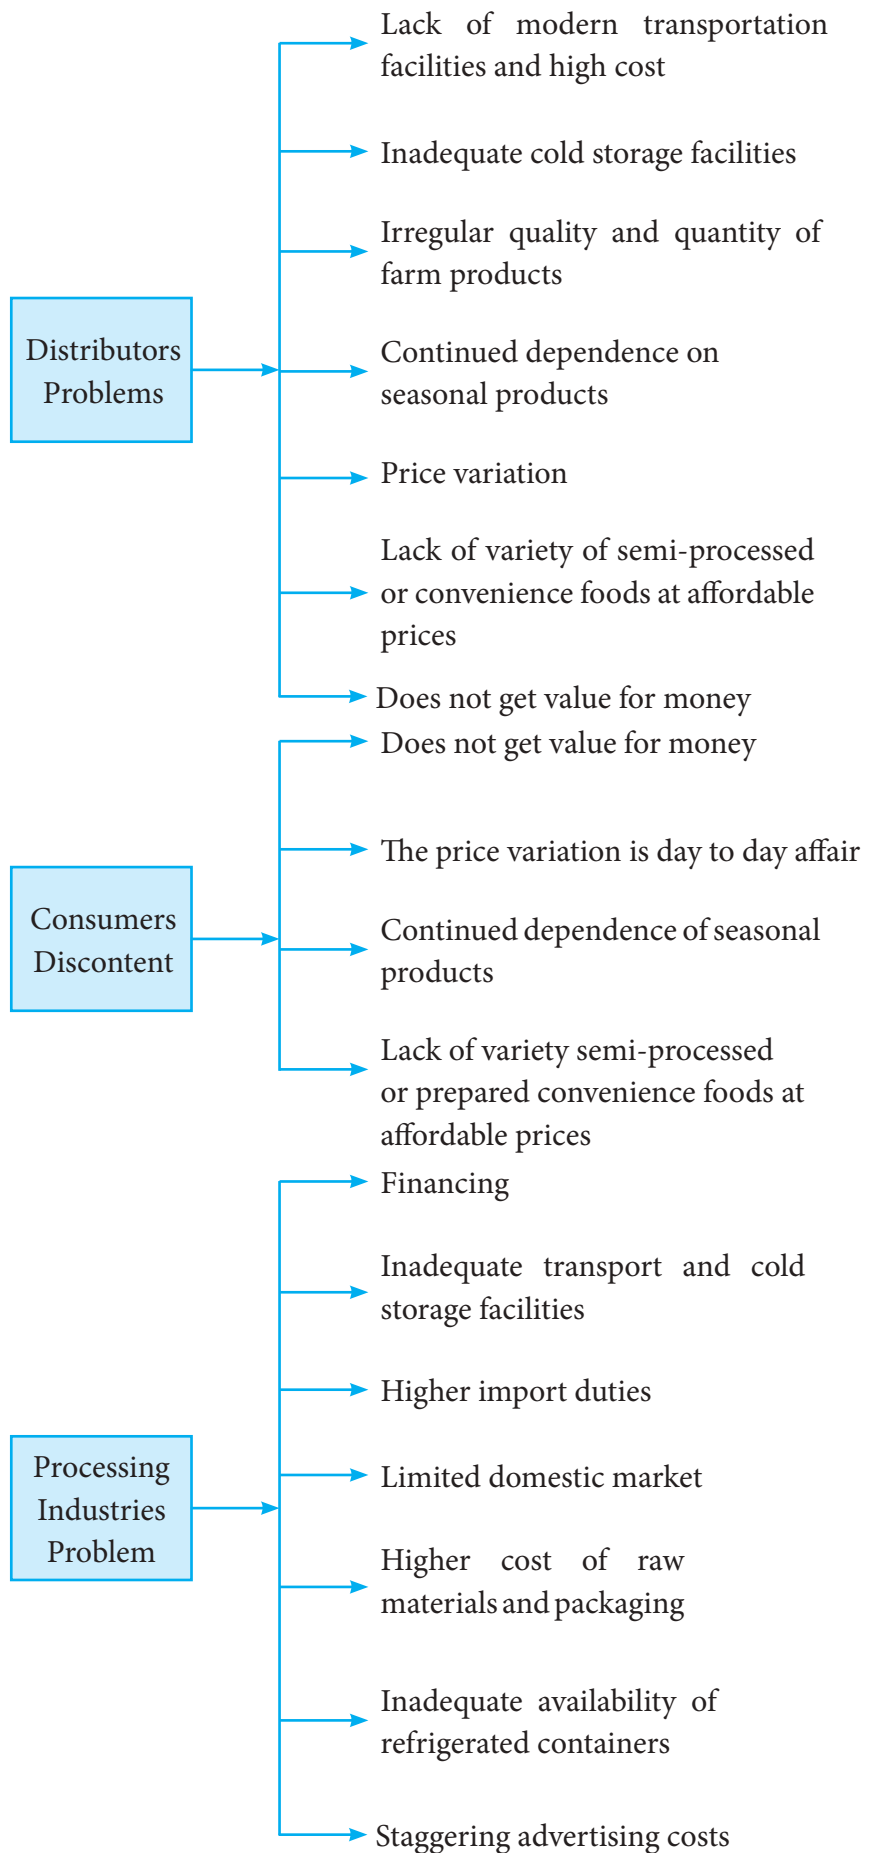 Lack of modern transportation
facilities and high cost
Inadequate cold storage facilities
Irregular quality and quantity of
farm products
Distributors
Problems
Continued dependence on
seasonal products
Price variation
Lack of variety of semi-processed
or convenience foods at affordable
prices
Does not get value for money
Does not get value for money
The price variation is day to day affair
Consumers
Discontent
Continued dependence of seasonal
products
Lack of variety semi-processed
or prepared convenience foods at
affordable prices
Financing
Inadequate transport and cold
storage facilities
Higher import duties
Processing
Industries
Problem
Limited domestic market
Higher cost of raw
materials and packaging
Inadequate availability of
refrigerated containers
Staggering advertising costs